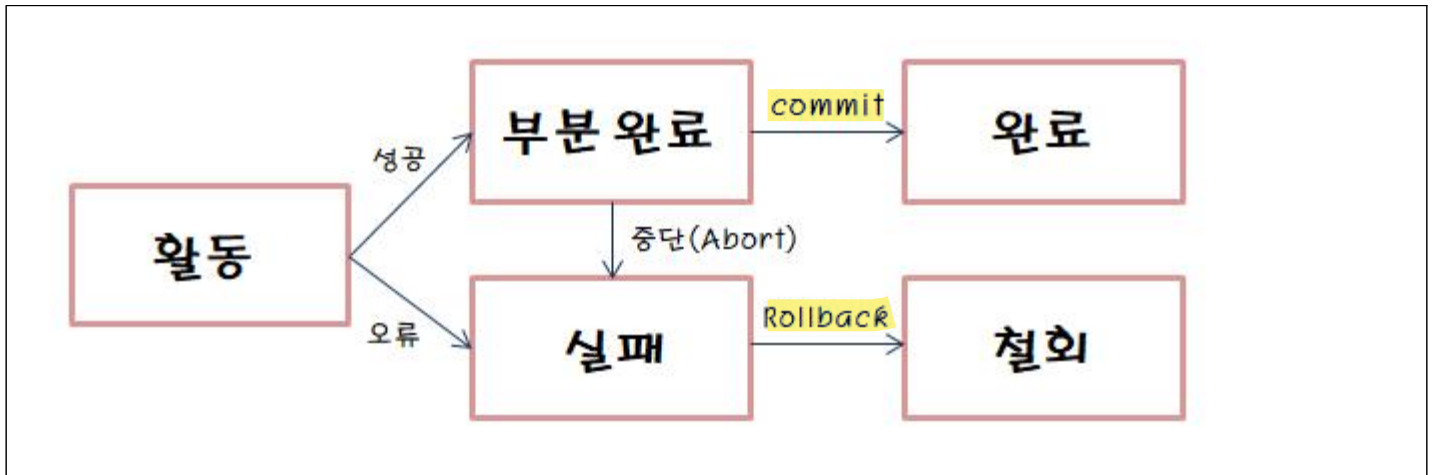 부분 완료
commit
완료
성공
활동
중단(Abort)
오류
실패
Rollback
철회